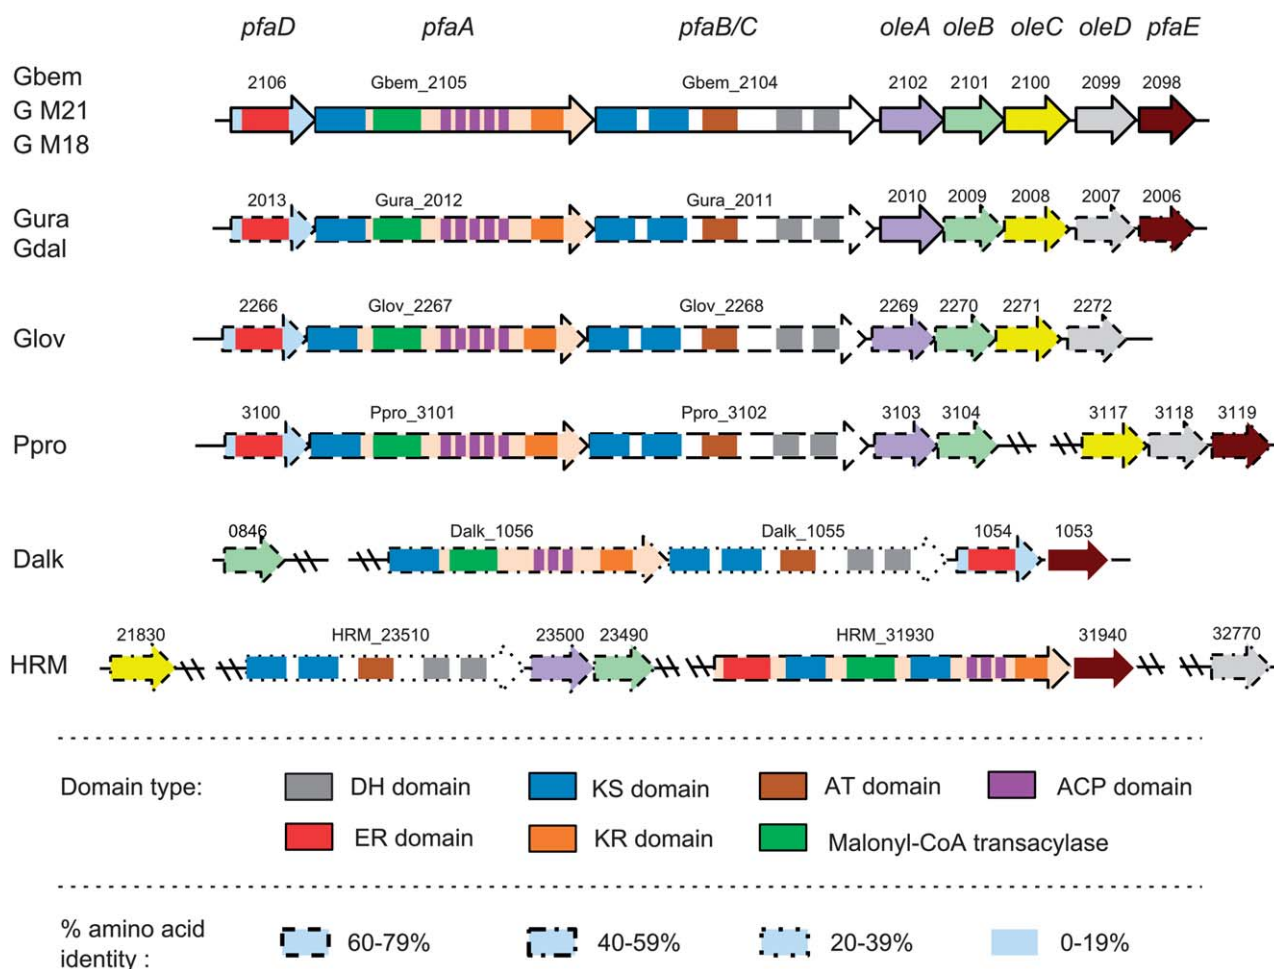 pfaD pfaA pfaB/C oleA oleB oleC oleD pfaE
Gbem
G M21
G M18
2106 Gbem_2105 Gbem_2104 2102 2101 2100 2099 2098
Gura
Gdal
2013 Gura_2012 Gura_2011 2010 2009 2008 2007 2006
Glov
2266 Glov_2267 Glov_2268 2269 2270 2271 2272
Ppro
3100 Ppro_3101 Ppro_3102 3103 3104 3117 3118 3119
Dalk
0846 Dalk_1056 Dalk_1055 1054 1053
HRM
21830 HRM_23510 23500 23490 HRM_31930 31940 32770
Domain type: DH domain KS domain AT domain ACP domain
ER domain KR domain Malonyl-CoA transacylase
% amino acid
identity : 60-79% 40-59% 20-39% 0-19%